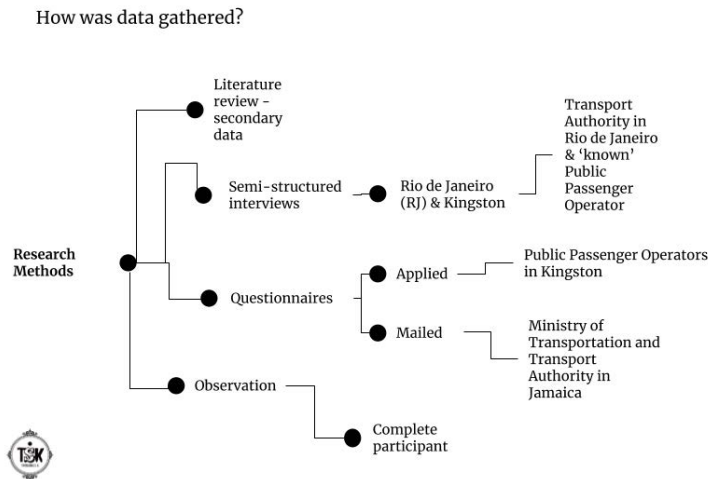 How was data gathered?
Literature
review -
secondary
data
Transport
Authority in
Rio de Janeiro
& ‘known’
Public
Passenger
Operator
Semi-structured
interviews
Rio de Janeiro
(RJ) & Kingston
Research
Methods
Public Passenger Operators
in Kingston
Applied
Questionnaires
Mailed
Ministry of
Transportation and
Transport
Authority in
Jamaica
Observation
Complete
participant
TSK